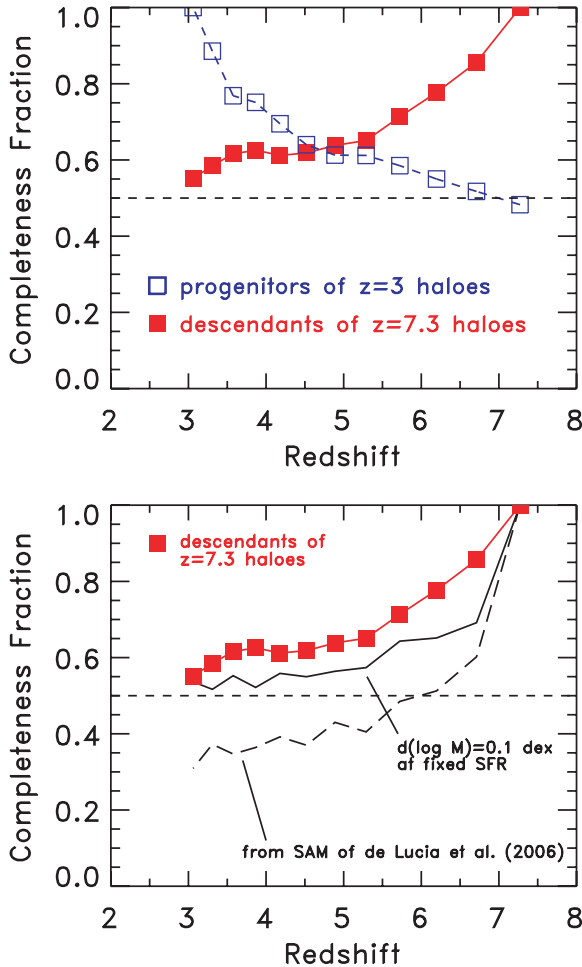 1.0
0.8
0.6
0.4
0.2
0.0
Completeness Fraction
progenitors of z=3 haloes
descendants of z=7.3 haloes
2 3 4 5 6 7 8
Redshift
1.0
0.8
0.6
0.4
0.2
0.0
Completeness Fraction
descendants of
z=7.3 haloes
d(log M)=0.1 dex
at fixed SFR
from SAM of de Lucia et al. (2006)
2 3 4 5 6 7 8
Redshift